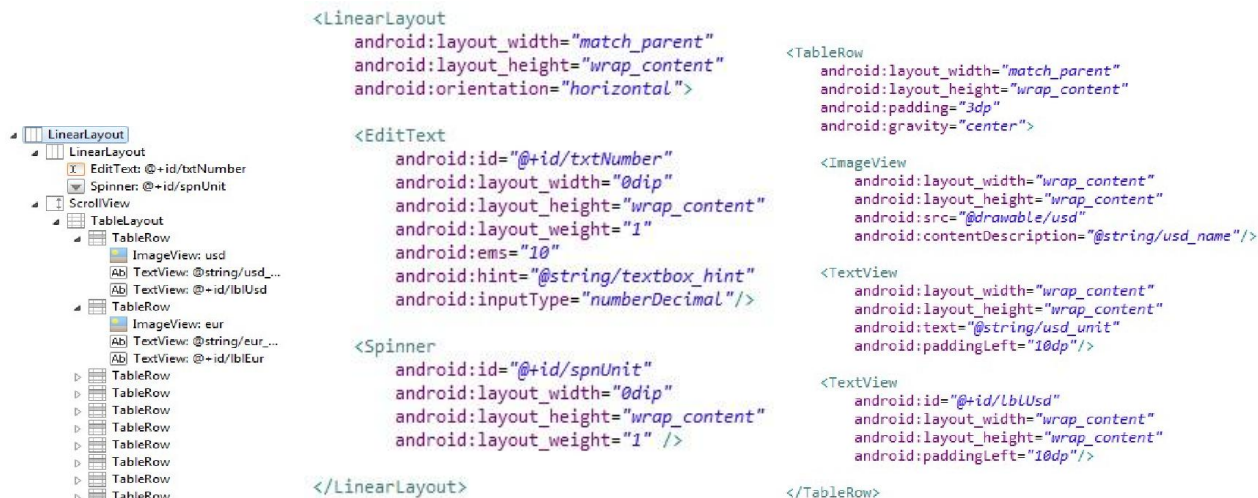 LinearLayout
LinearLayout
EditText: @+id/txtNumber
Spinner: @+id/spnUnit
ScrollView
TableLayout
TableRow
ImageView: usd
Ab TextView: @string/usd_...
Ab TextView: @+id/lblUsd
TableRow
ImageView: eur
Ab TextView: @string/eur_...
Ab TextView: @+id/lblEur
TableRow
TableRow
TableRow
TableRow
TableRow
TableRow
TableRow
TableRow
<LinearLayout
android:layout_width="match_parent"
android:layout_height="wrap_content"
android:orientation="horizontal">
<EditText
android:id="@+id/txtNumber"
android:layout_width="0dip"
android:layout_height="wrap_content"
android:layout_weight="1"
android:ems="10"
android:hint="@string/textbox_hint"
android:inputType="numberDecimal"/>
<Spinner
android:id="@+id/spnUnit"
android:layout_width="0dip"
android:layout_height="wrap_content"
android:layout_weight="1" />
</LinearLayout>
<TableRow
android:layout_width="match_parent"
android:layout_height="wrap_content"
android:padding="3dp"
android:gravity="center">
<ImageView
android:layout_width="wrap_content"
android:layout_height="wrap_content"
android:src="@drawable/usd"
android:contentDescription="@string/usd_name"/>
<TextView
android:layout_width="wrap_content"
android:layout_height="wrap_content"
android:text="@string/usd_unit"
android:paddingLeft="10dp"/>
<TextView
android:id="@+id/lblUsd"
android:layout_width="wrap_content"
android:layout_height="wrap_content"
android:paddingLeft="10dp"/>
</TableRow>